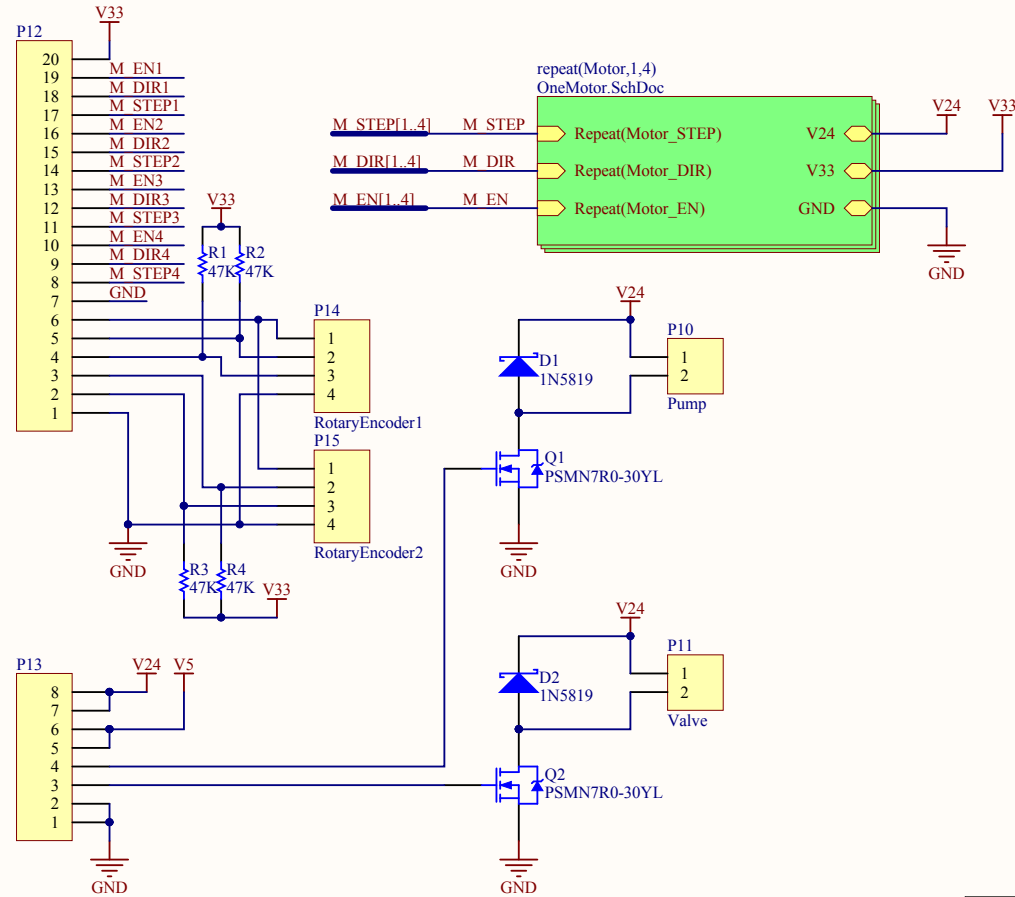 V33
P12
20
19 M_EN1
18 M_DIR1
17 M_STEP1
16 M_EN2
15 M_DIR2
14 M_STEP2
13 M_EN3
12 M_DIR3
11 M_STEP3
10 M_EN4
9 M_DIR4
8 M_STEP4
7 GND
6
5
4
3
2
1
GND
V33
R1
47K
R2
47K
P14
1
2
3
4
RotaryEncoder1
P15
1
2
3
4
RotaryEncoder2
R3
47K
R4
47K
V33
repeat(Motor,1,4)
OneMotor.SchDoc
M_STEP[1..4] M_STEP Repeat(Motor_STEP) V24
M_DIR[1..4] M_DIR Repeat(Motor_DIR) V33
M_EN[1..4] M_EN Repeat(Motor_EN) GND
V24
V33
GND
V24
D1
1N5819
P10
1
2
Pump
Q1
PSMN7R0-30YL
GND
V24
D2
1N5819
P11
1
2
Valve
Q2
PSMN7R0-30YL
GND
P13
V24
V5
8
7
6
5
4
3
2
1
GND